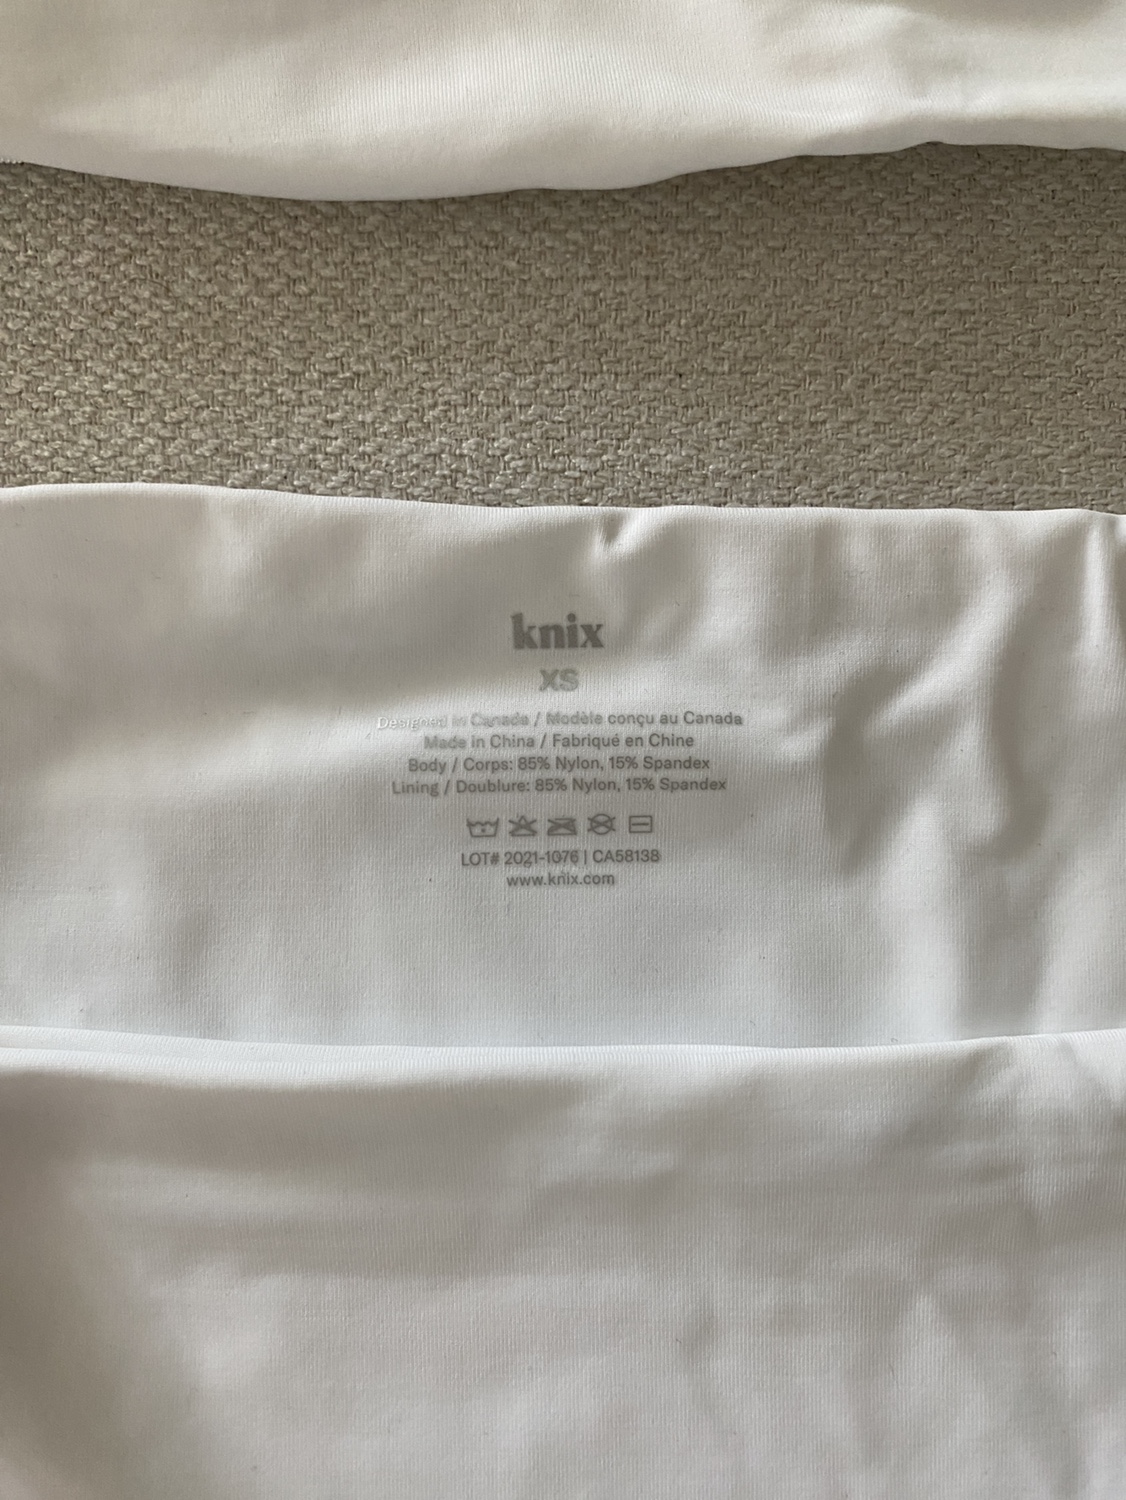 knix
XS
Designed in Canada / Modèle conçu au Canada
Made in China / Fabriqué en Chine
Body / Corps: 85% Nylon, 15% Spandex
Lining / Doublure: 85% Nylon, 15% Spandex
LOT# 2021-1076 | CA58138
www.knix.com